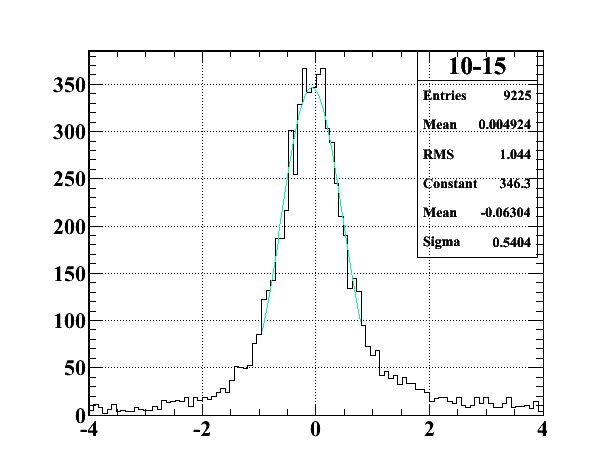 10-15
Entries 9225
Mean 0.004924
RMS 1.044
Constant 346.3
Mean -0.06304
Sigma 0.5404
350
300
250
200
150
100
50
0
-4 -2 0 2 4